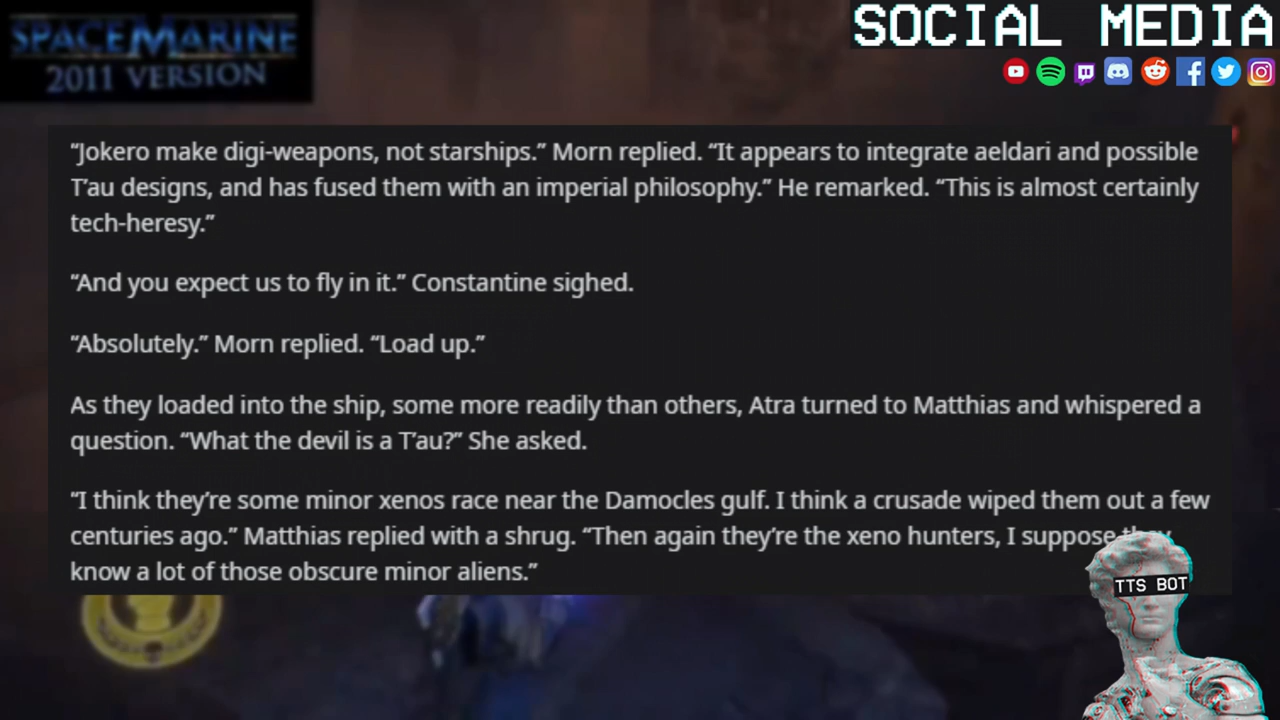 SPACE MARINE
2011 VERSION
SOCIAL MEDIA
“Jokero make digi-weapons, not starships.” Morn replied. “It appears to integrate aeldari and possible
T’au designs, and has fused them with an imperial philosophy.” He remarked. “This is almost certainly
tech-heresy.”
“And you expect us to fly in it.” Constantine sighed.
“Absolutely.” Morn replied. “Load up.”
As they loaded into the ship, some more readily than others, Atra turned to Matthias and whispered a
question. “What the devil is a T’au?” She asked.
“I think they’re some minor xenos race near the Damocles gulf. I think a crusade wiped them out a few
centuries ago.” Matthias replied with a shrug. “Then again they’re the xeno hunters, I suppose they
know a lot of those obscure minor aliens.”
TTS BOT